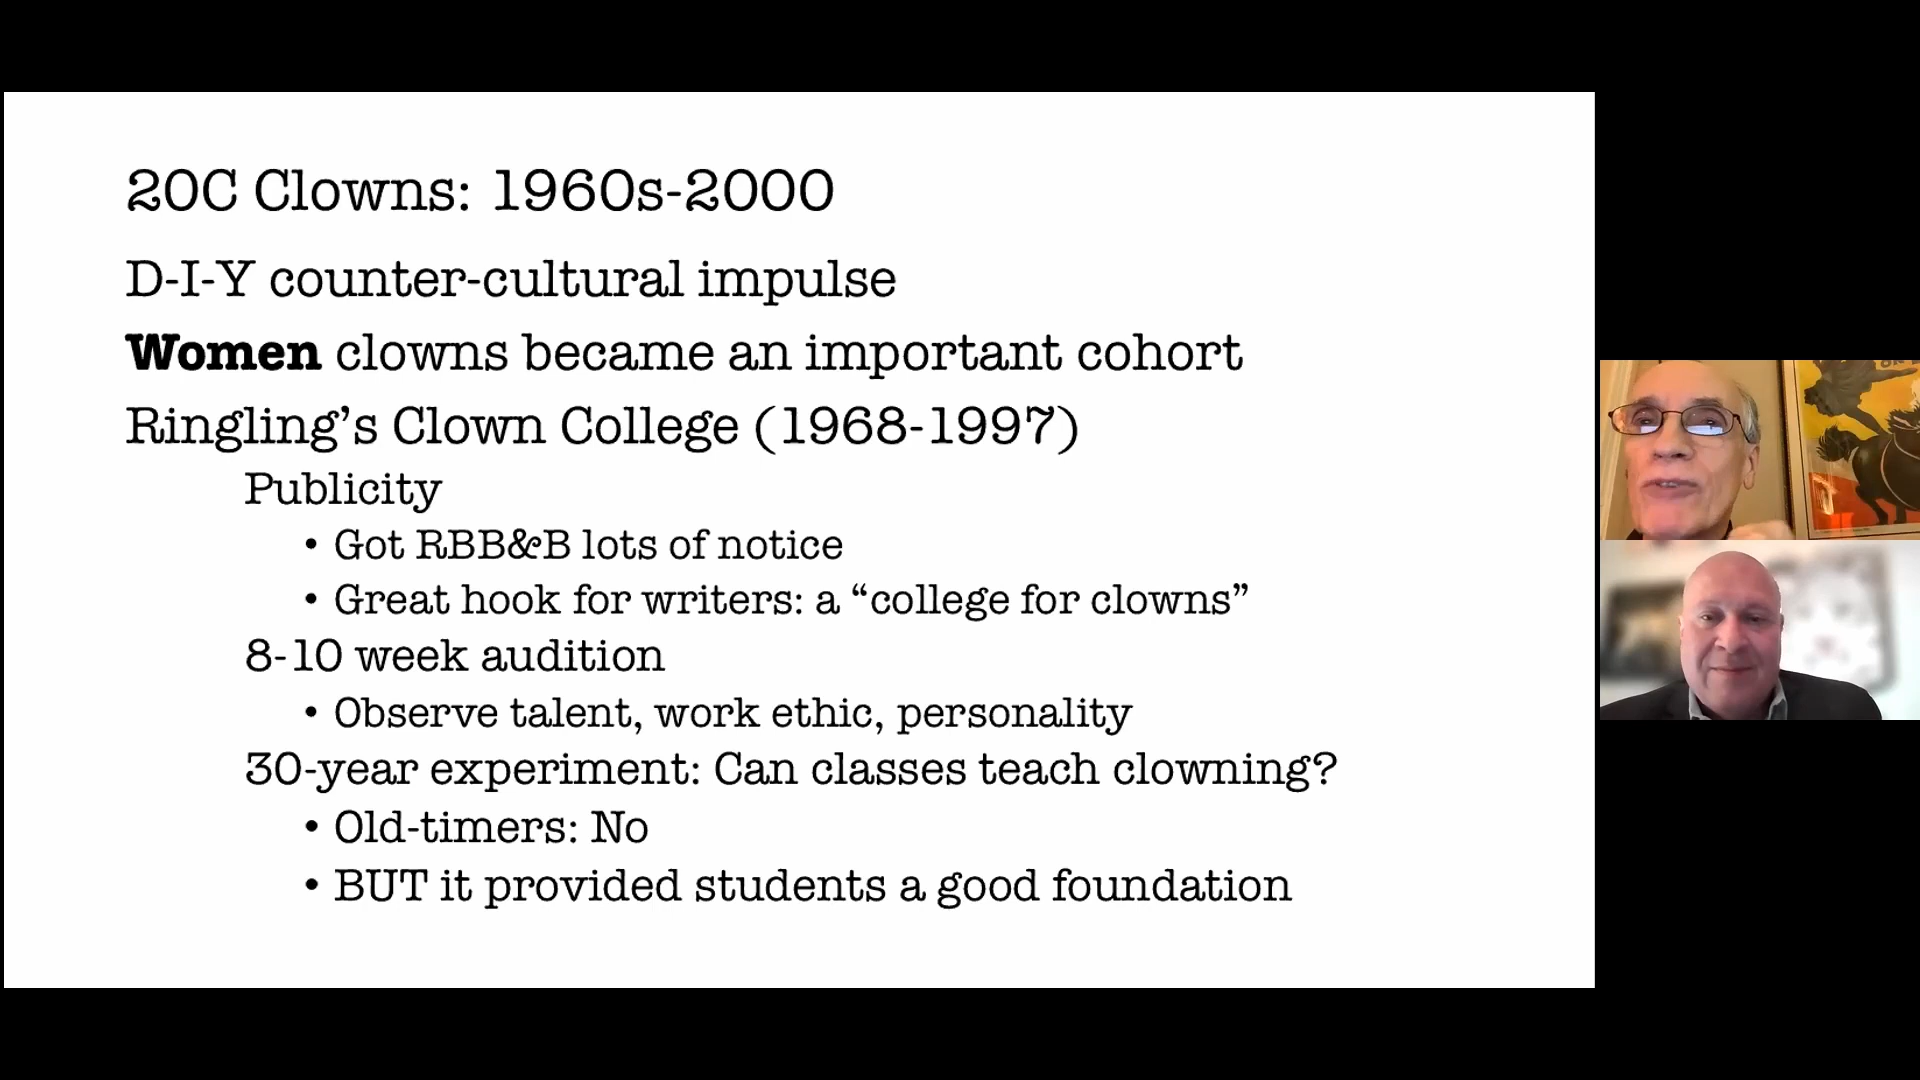 20C Clowns: 1960s-2000
D-I-Y counter-cultural impulse
Women clowns became an important cohort
Ringling’s Clown College (1968-1997)
Publicity
• Got RBB&B lots of notice
• Great hook for writers: a “college for clowns”
8-10 week audition
• Observe talent, work ethic, personality
30-year experiment: Can classes teach clowning?
• Old-timers: No
• BUT it provided students a good foundation